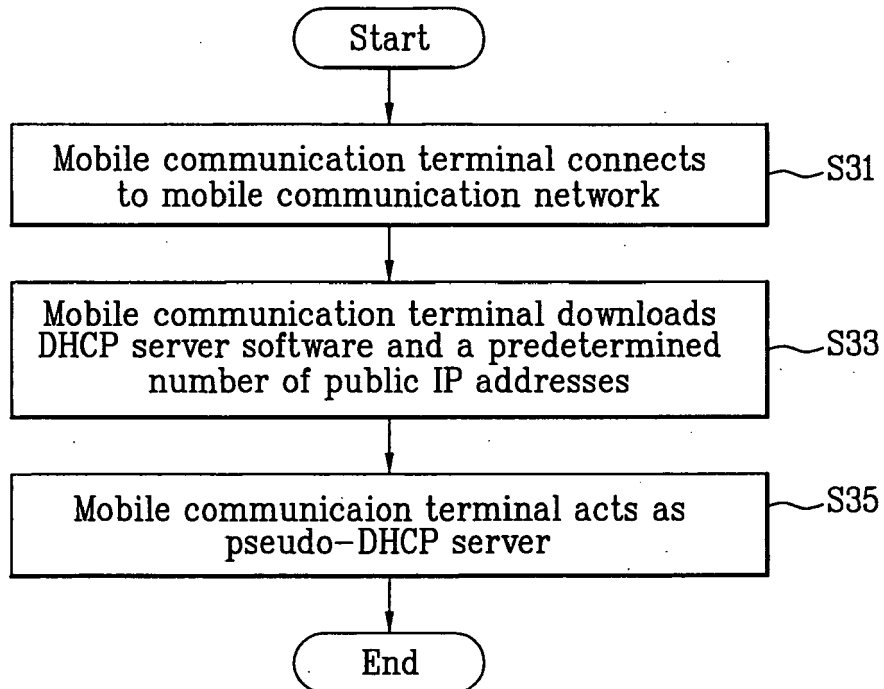 Start
Mobile communication terminal connects
to mobile communication network
S31
Mobile communication terminal downloads
DHCP server software and a predetermined
number of public IP addresses
S33
Mobile communicaion terminal acts as
pseudo-DHCP server
S35
End